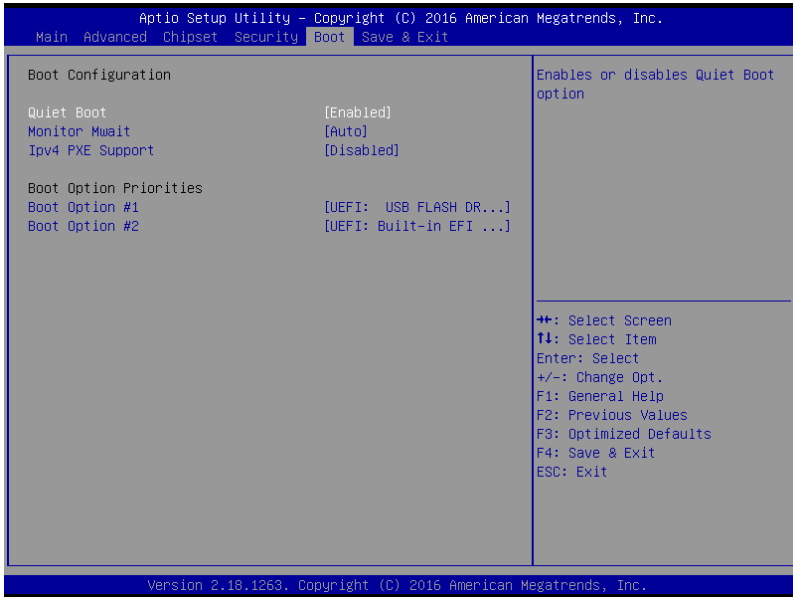 Aptio Setup Utility – Copyright (C) 2016 American Megatrends, Inc.
Main Advanced Chipset Security Boot Save & Exit
Boot Configuration
Quiet Boot [Enabled]
Monitor Mwait [Auto]
Ipv4 PXE Support [Disabled]
Boot Option Priorities
Boot Option #1 [UEFI:  USB FLASH DR...]
Boot Option #2 [UEFI: Built-in EFI ...]
Enables or disables Quiet Boot
option
→←: Select Screen
↑↓: Select Item
Enter: Select
+/-: Change Opt.
F1: General Help
F2: Previous Values
F3: Optimized Defaults
F4: Save & Exit
ESC: Exit
Version 2.18.1263. Copyright (C) 2016 American Megatrends, Inc.